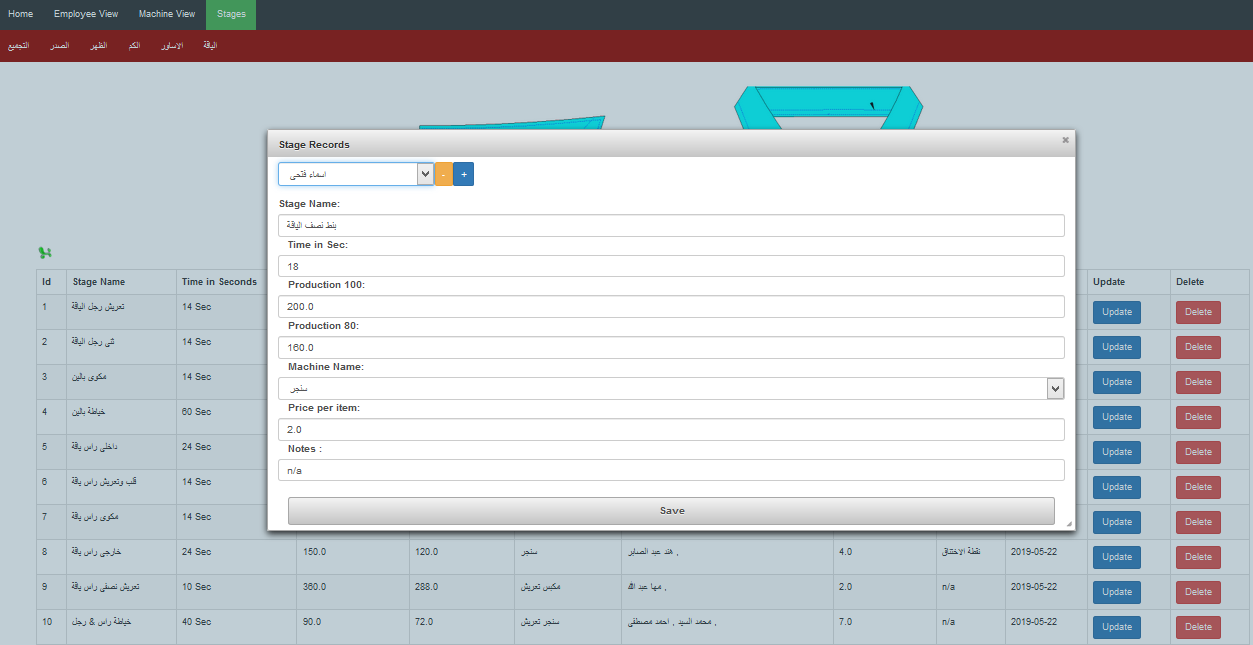 Home Employee View Machine View Stages
التجميع الصدر الظهر الكم الاساور الياقة
Stage Records
اسماء فتحى
- +
Stage Name:
بنط نصف الياقة
Time in Sec:
18
Production 100:
200.0
Production 80:
160.0
Machine Name:
سنجر
Price per item:
2.0
Notes :
n/a
Save
Id Stage Name Time in Seconds Update Delete
1 تعريش رجل الياقة 14 Sec Update Delete
2 ثنى رجل الياقة 14 Sec Update Delete
3 مكوى بالين 14 Sec Update Delete
4 خياطة بالين 60 Sec Update Delete
5 داخلى راس ياقة 24 Sec Update Delete
6 قلب وتعريش راس ياقة 14 Sec Update Delete
7 مكوى راس ياقة 14 Sec Update Delete
8 خارجى راس ياقة 24 Sec 150.0 120.0 سنجر هند عبد الصابر , 4.0 نقطة الاختناق 2019-05-22 Update Delete
9 تعريش نصفى راس ياقة 10 Sec 360.0 288.0 مكبس تعريش مها عبد الله , 2.0 n/a 2019-05-22 Update Delete
10 خياطة راس & رجل 40 Sec 90.0 72.0 سنجر تعريش محمد السيد , احمد مصطفى , 7.0 n/a 2019-05-22 Update Delete